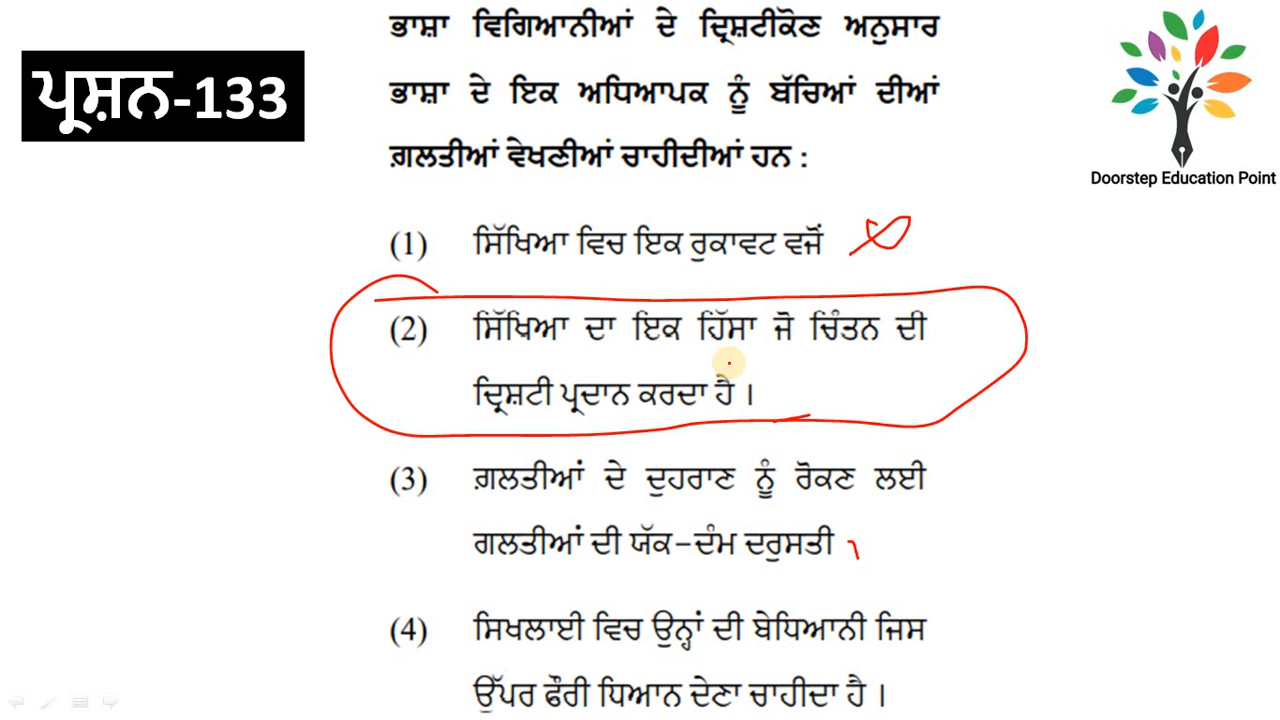 ਭਾਸ਼ਾ ਵਿਗਿਆਨੀਆਂ ਦੇ ਦ੍ਰਿਸ਼ਟੀਕੋਣ ਅਨੁਸਾਰ
ਪ੍ਰਸ਼ਨ-133
ਭਾਸ਼ਾ ਦੇ ਇਕ ਅਧਿਆਪਕ ਨੂੰ ਬੱਚਿਆਂ ਦੀਆਂ
ਗ਼ਲਤੀਆਂ ਵੇਖਣੀਆਂ ਚਾਹੀਦੀਆਂ ਹਨ :
Doorstep Education Point
(1) ਸਿੱਖਿਆ ਵਿਚ ਇਕ ਰੁਕਾਵਟ ਵਜੋਂ
(2) ਸਿੱਖਿਆ ਦਾ ਇਕ ਹਿੱਸਾ ਜੋ ਚਿੰਤਨ ਦੀ
ਦ੍ਰਿਸ਼ਟੀ ਪ੍ਰਦਾਨ ਕਰਦਾ ਹੈ ।
(3) ਗ਼ਲਤੀਆਂ ਦੇ ਦੁਹਰਾਣ ਨੂੰ ਰੋਕਣ ਲਈ
ਗਲਤੀਆਂ ਦੀ ਯੱਕ-ਦੰਮ ਦਰੁਸਤੀ
(4) ਸਿਖਲਾਈ ਵਿਚ ਉਨ੍ਹਾਂ ਦੀ ਬੇਧਿਆਨੀ ਜਿਸ
ਉੱਪਰ ਫੌਰੀ ਧਿਆਨ ਦੇਣਾ ਚਾਹੀਦਾ ਹੈ ।